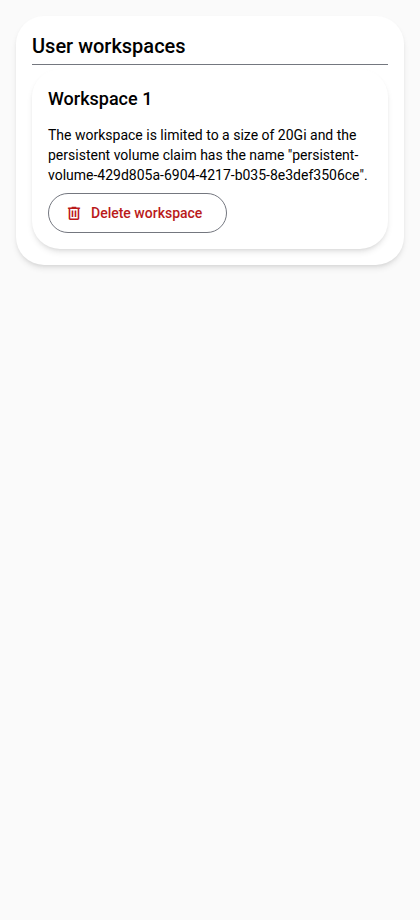 User workspaces
Workspace 1
The workspace is limited to a size of 20Gi and the
persistent volume claim has the name "persistent-
volume-429d805a-6904-4217-b035-8e3def3506ce".
Delete workspace